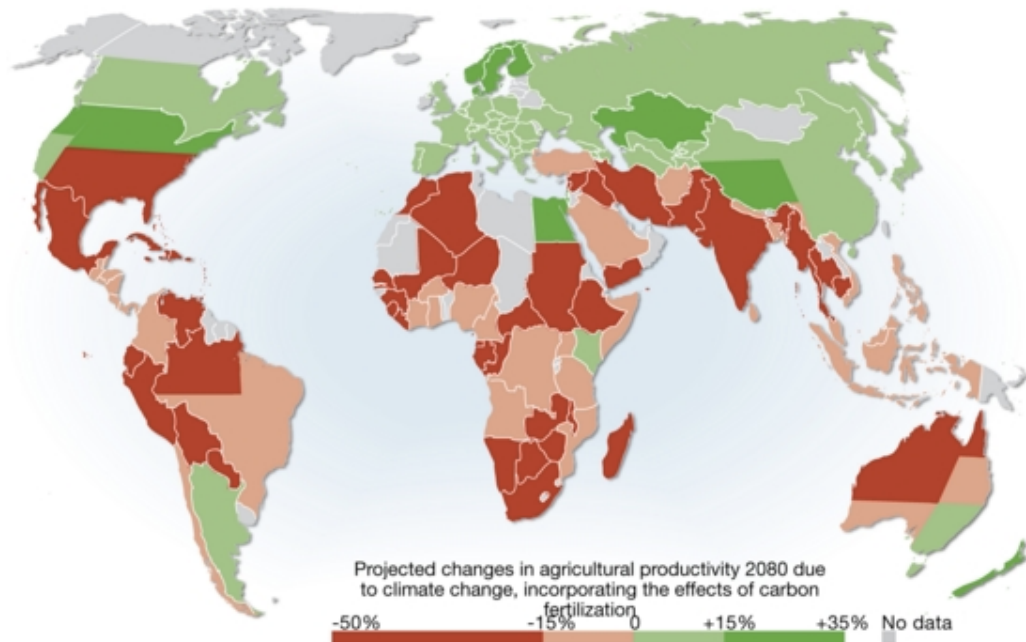 Projected changes in agricultural productivity 2080 due
to climate change, incorporating the effects of carbon
fertilization
-50% -15% 0 +15% +35% No data